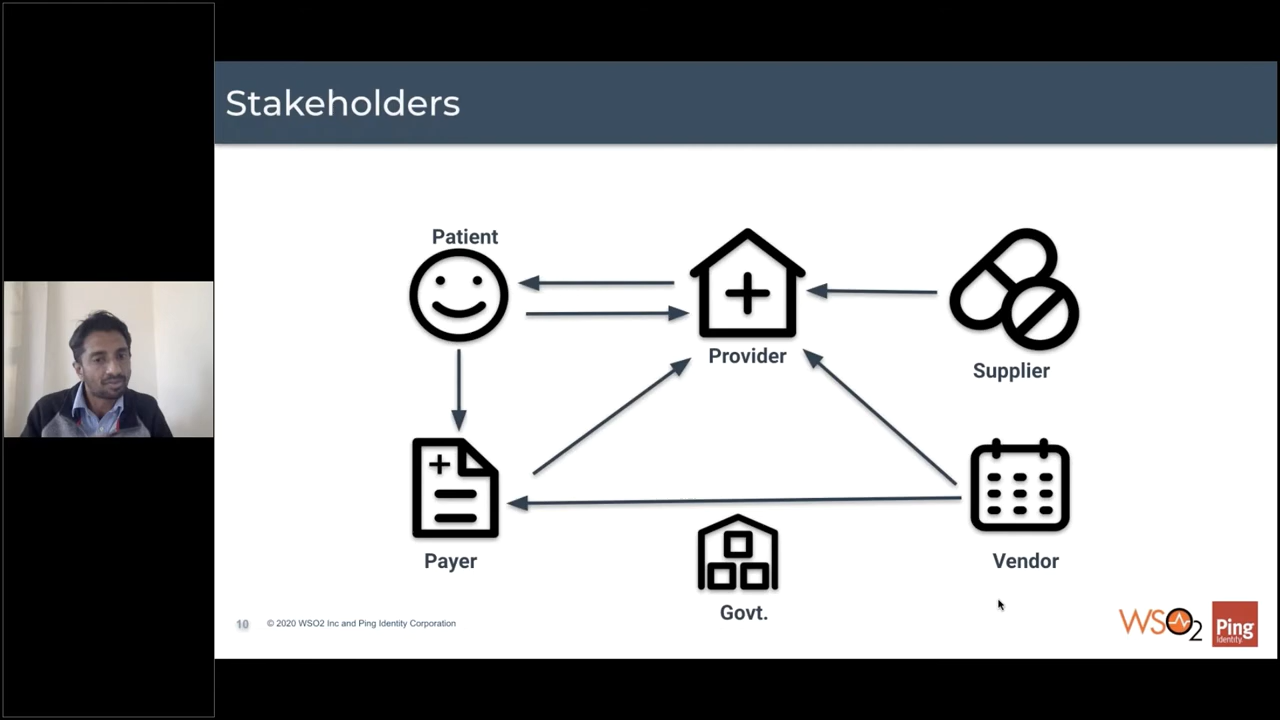 Stakeholders
Patient
Provider
Supplier
Payer
Govt.
Vendor
10
© 2020 WSO2 Inc and Ping Identity Corporation
WSO2
Ping
Identity